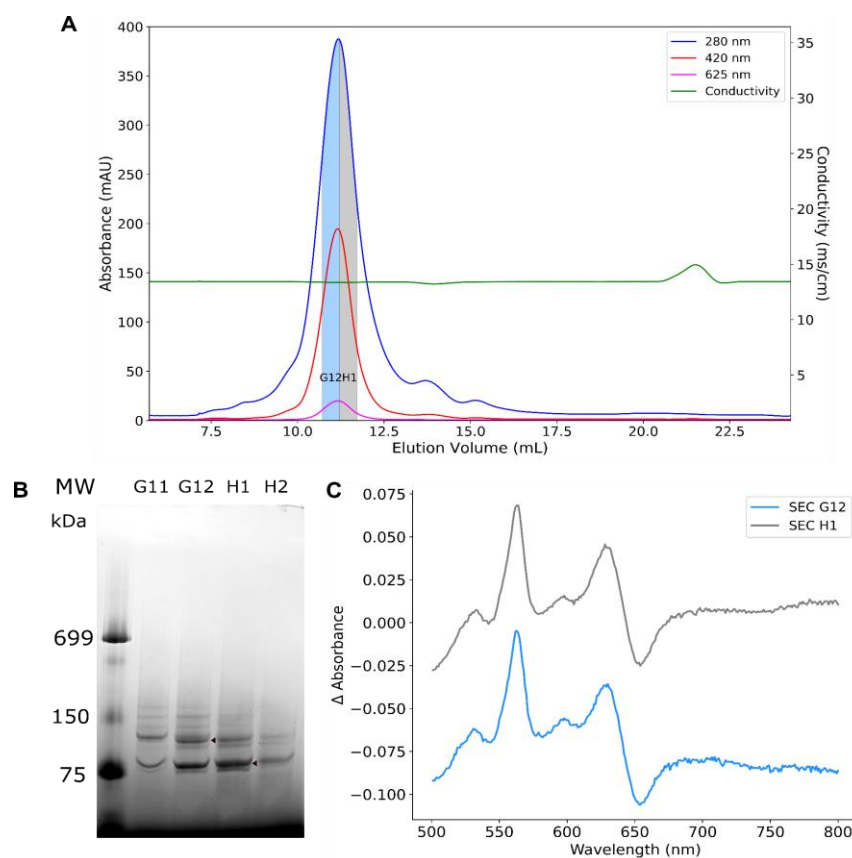 A
400
350
300
250
200
150
100
50
0
Absorbance (mAU)
280 nm
420 nm
625 nm
Conductivity
35
30
25
20
15
10
5
Conductivity (ms/cm)
G12H1
7.5 10.0 12.5 15.0 17.5 20.0 22.5
Elution Volume (mL)
B
MW G11 G12 H1 H2
kDa
699
150
75
C
0.075
0.050
0.025
0.000
−0.025
−0.050
−0.075
−0.100
Δ Absorbance
SEC G12
SEC H1
500 550 600 650 700 750 800
Wavelength (nm)